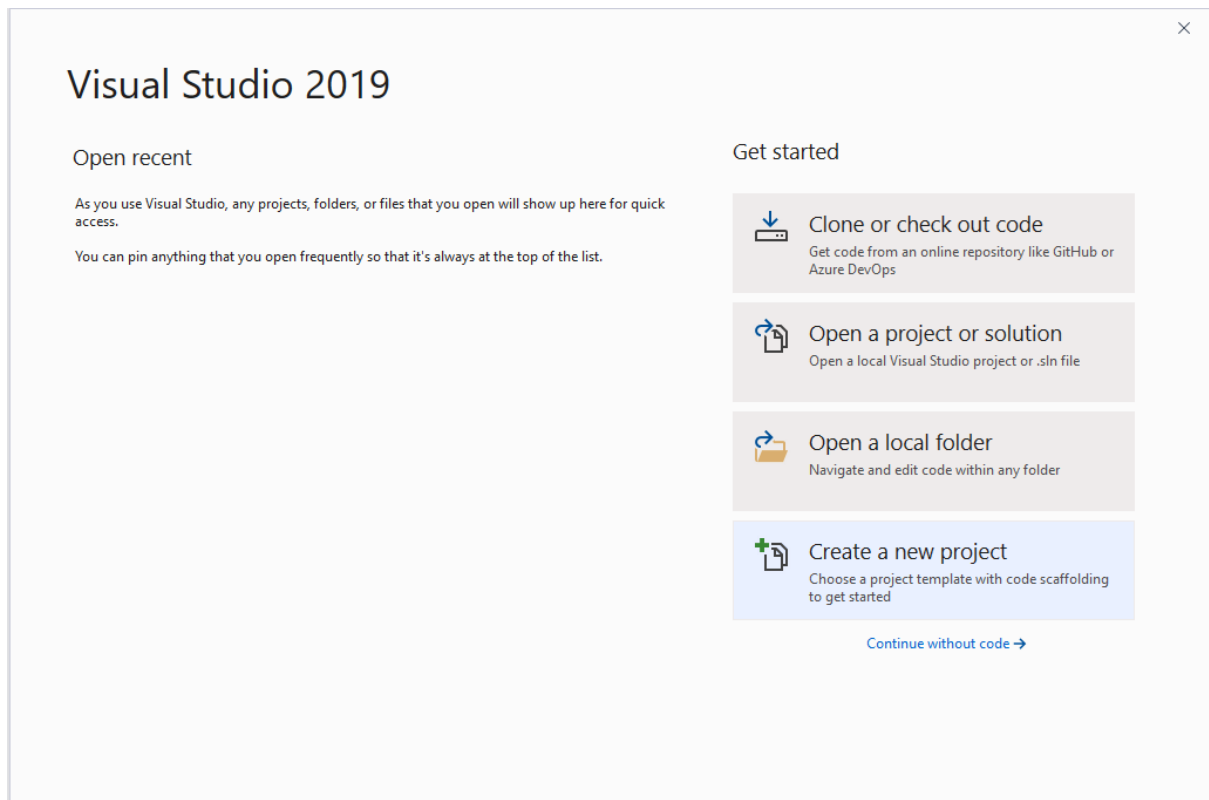 Visual Studio 2019
Open recent
As you use Visual Studio, any projects, folders, or files that you open will show up here for quick
access.
You can pin anything that you open frequently so that it's always at the top of the list.
Get started
Clone or check out code
Get code from an online repository like GitHub or
Azure DevOps
Open a project or solution
Open a local Visual Studio project or .sln file
Open a local folder
Navigate and edit code within any folder
Create a new project
Choose a project template with code scaffolding
to get started
Continue without code →